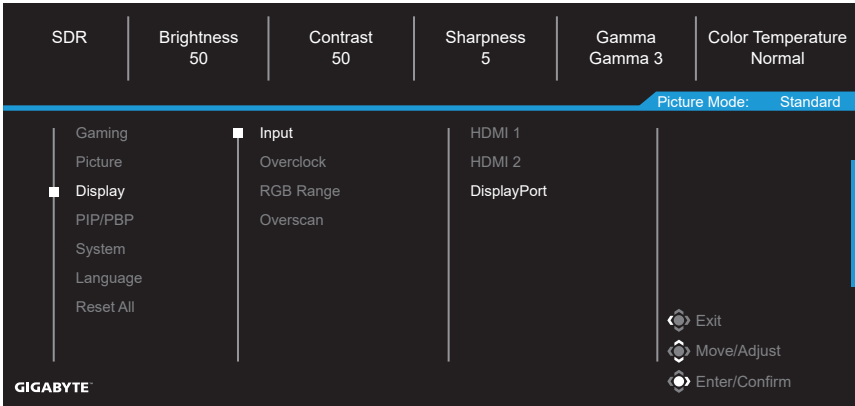 SDR
Brightness
50
Contrast
50
Sharpness
5
Gamma
Gamma 3
Color Temperature
Normal
Picture Mode: Standard
Gaming
Picture
Display
PIP/PBP
System
Language
Reset All
Input
Overclock
RGB Range
Overscan
HDMI 1
HDMI 2
DisplayPort
Exit
Move/Adjust
Enter/Confirm
GIGABYTE™